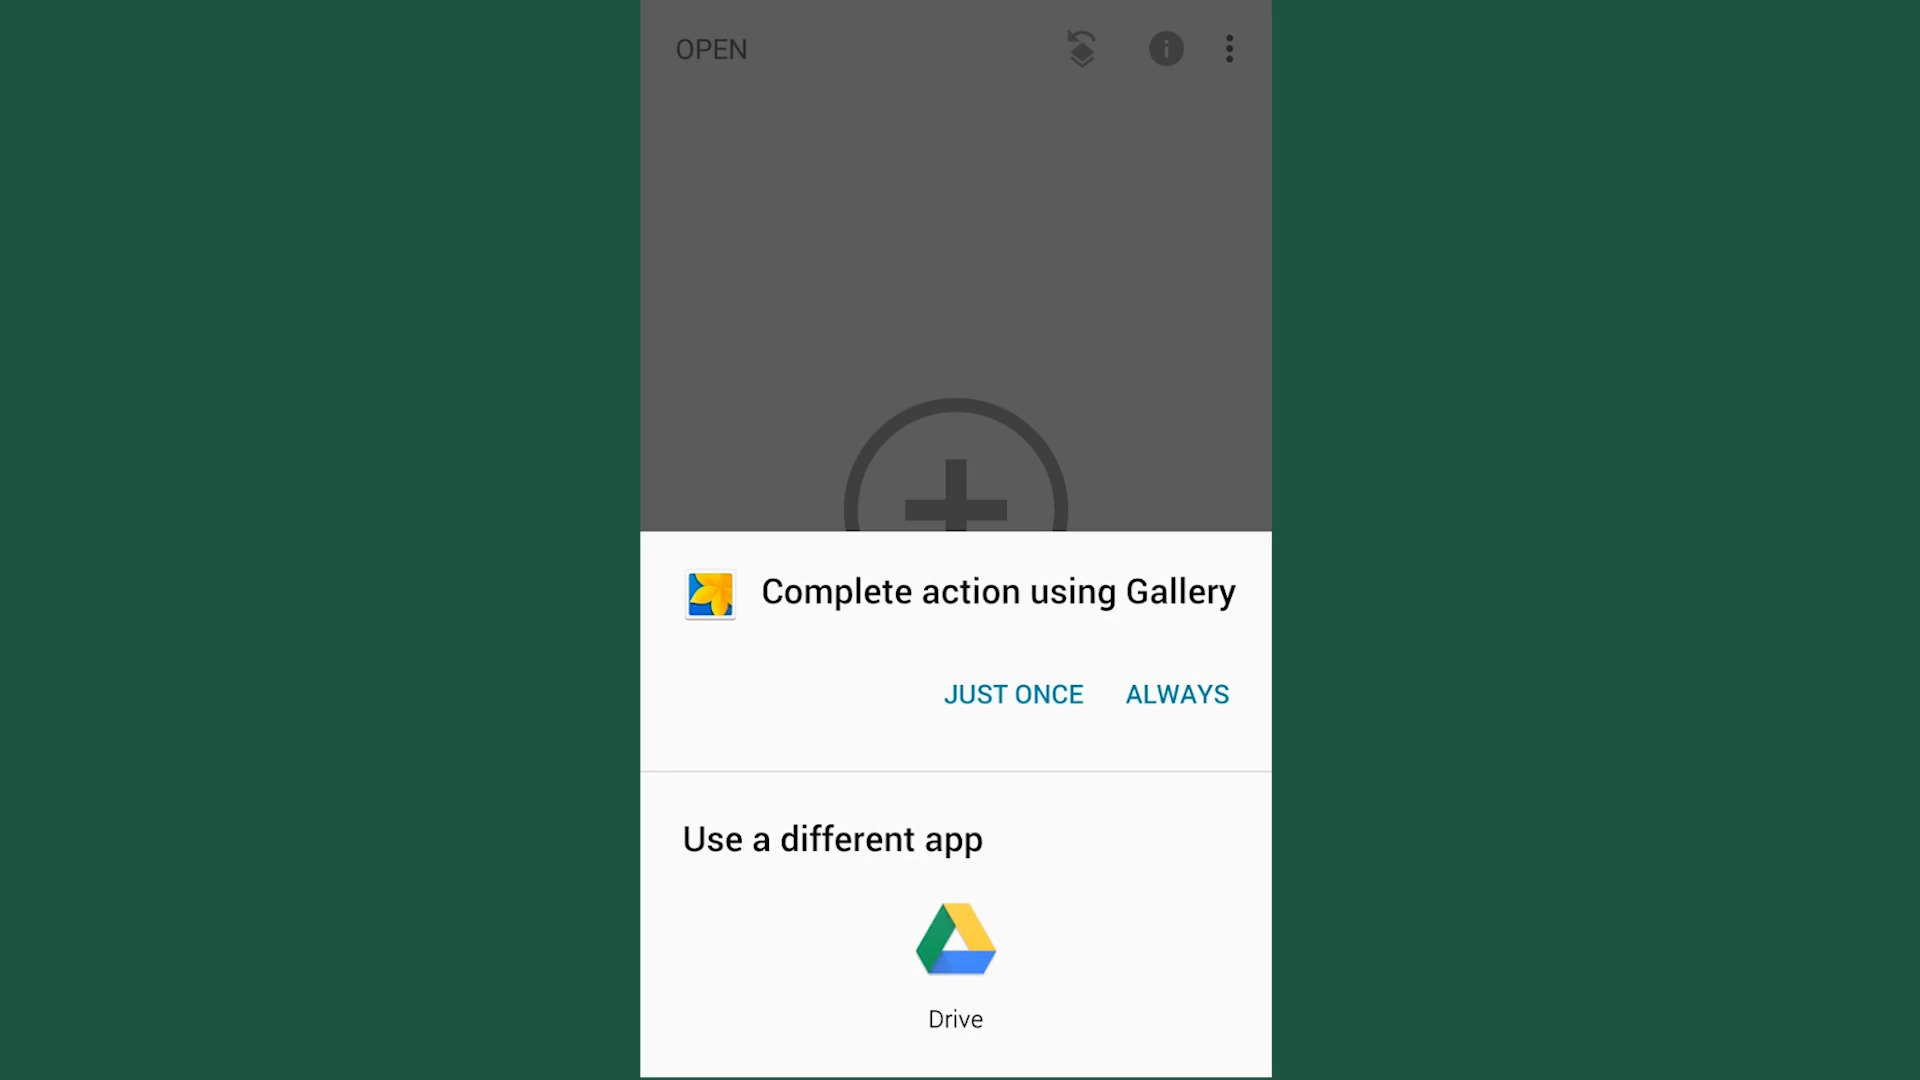 OPEN
Complete action using Gallery
JUST ONCE ALWAYS
Use a different app
Drive